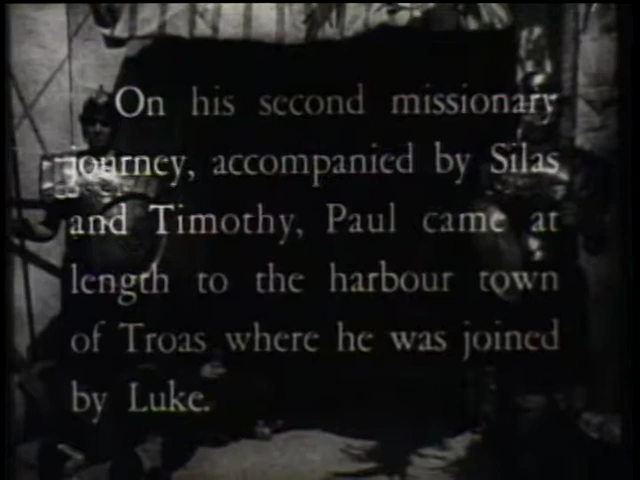 On his second missionary
journey, accompanied by Silas
and Timothy, Paul came at
length to the harbour town
of Troas where he was joined
by Luke.